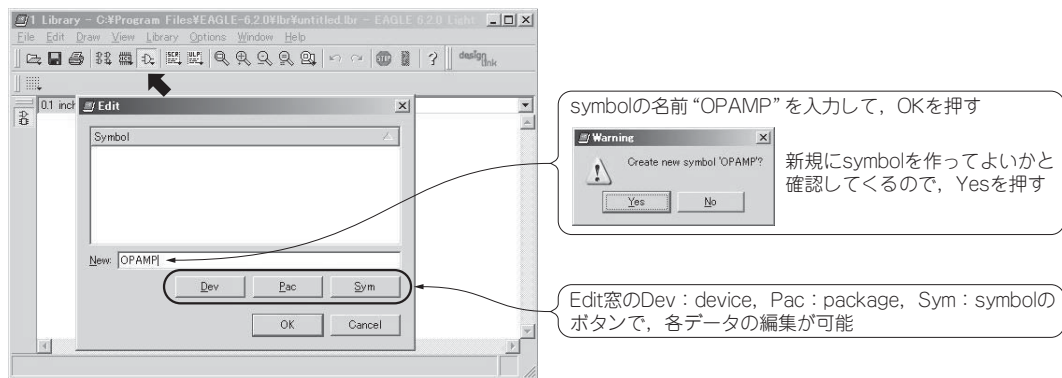 1 Library - C:¥Program Files¥EAGLE-6.2.0¥lbr¥untitled.lbr - EAGLE 6.2.0 Light
File Edit Draw View Library Options Window Help
SCR ULP STOP ? designlink
0.1 inch
Edit
Symbol
New: OPAMP
Dev Pac Sym
OK Cancel
symbolの名前“OPAMP”を入力して，OKを押す
Warning
Create new symbol 'OPAMP'?
Yes No
新規にsymbolを作ってよいかと
確認してくるので，Yesを押す
Edit窓のDev：device，Pac：package，Sym：symbolの
ボタンで，各データの編集が可能